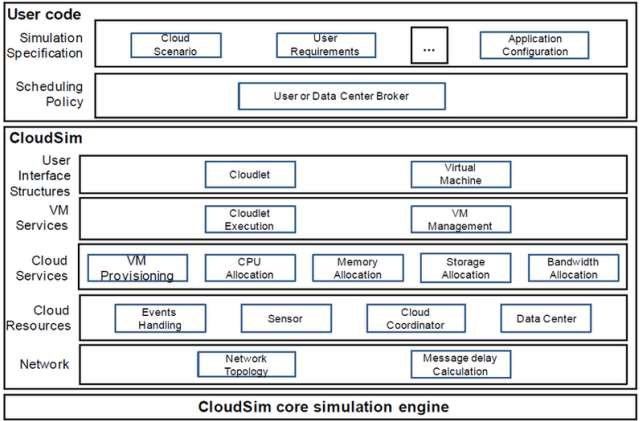 User code
Simulation
Specification
Cloud
Scenario
User
Requirements
...
Application
Configuration
Scheduling
Policy
User or Data Center Broker
CloudSim
User
Interface
Structures
Cloudlet
Virtual
Machine
VM
Services
Cloudlet
Execution
VM
Management
Cloud
Services
VM
Provisioning
CPU
Allocation
Memory
Allocation
Storage
Allocation
Bandwidth
Allocation
Cloud
Resources
Events
Handling
Sensor
Cloud
Coordinator
Data Center
Network
Network
Topology
Message delay
Calculation
CloudSim core simulation engine